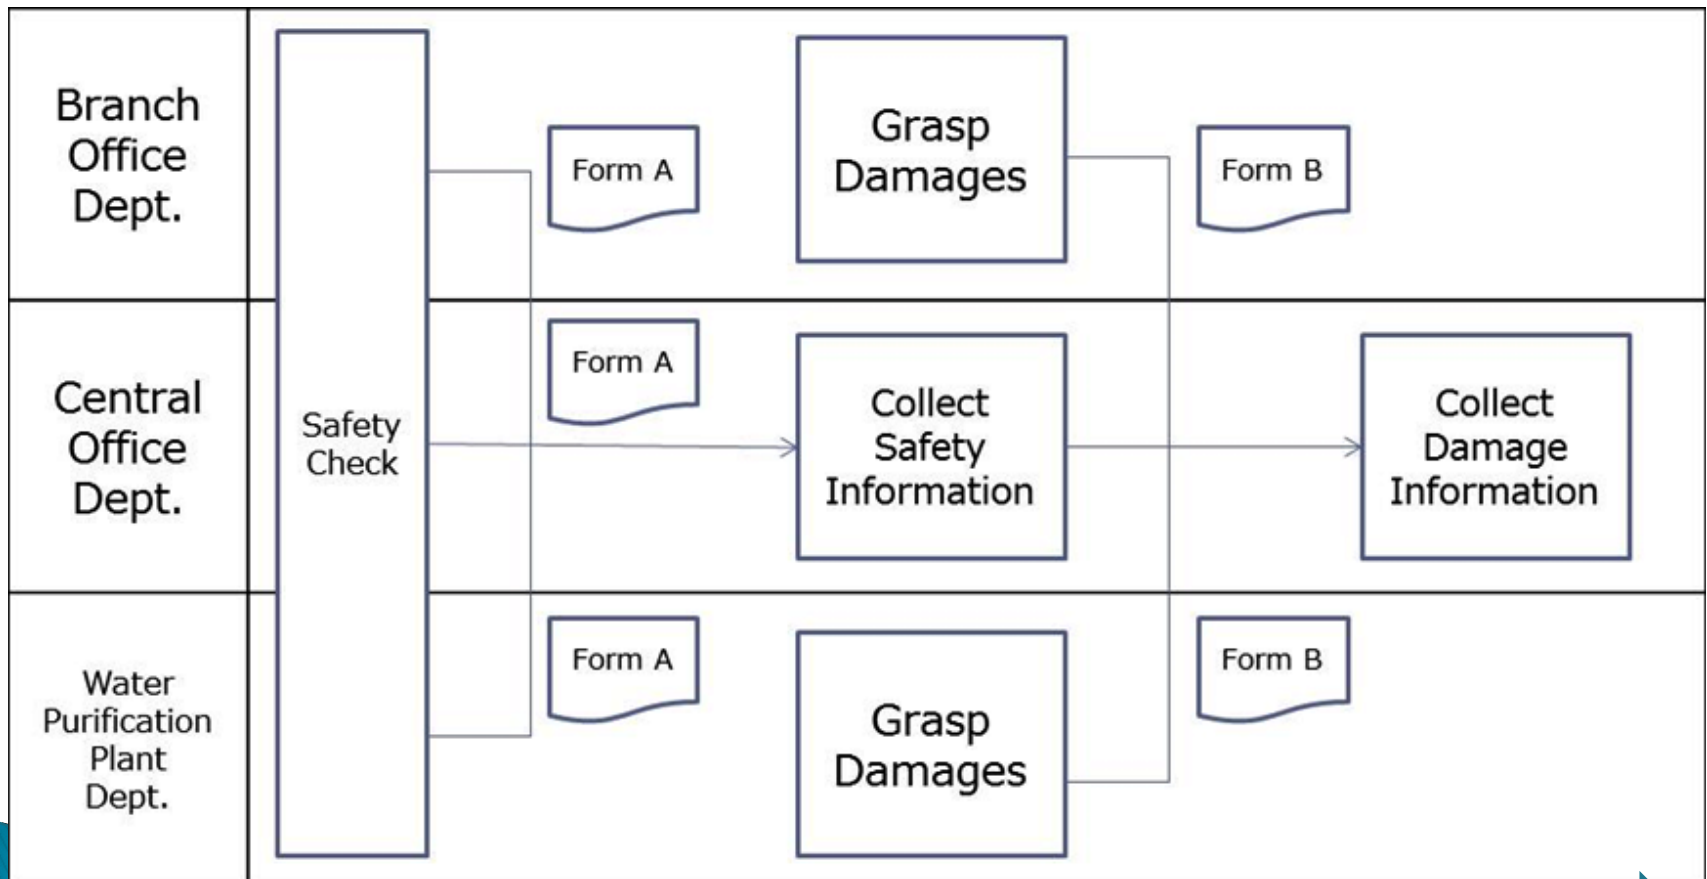 Branch
Office
Dept.
Form A
Grasp
Damages
Form B
Central
Office
Dept.
Safety
Check
Form A
Collect
Safety
Information
Collect
Damage
Information
Water
Purification
Plant
Dept.
Form A
Grasp
Damages
Form B